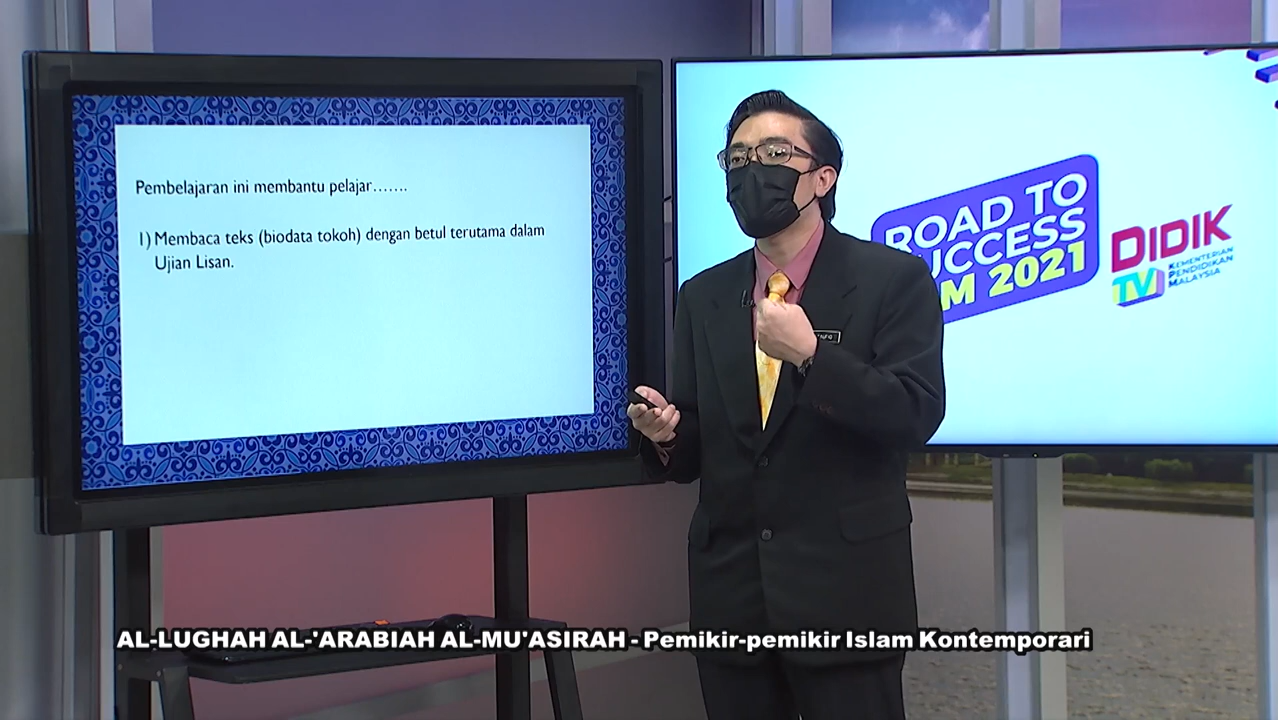 Pembelajaran ini membantu pelajar.......
1) Membaca teks (biodata tokoh) dengan betul terutama dalam
Ujian Lisan.
ROAD TO
UCCESS
M 2021
DIDIK
TV
KEMENTERIAN
PENDIDIKAN
MALAYSIA
AL-LUGHAH AL-'ARABIAH AL-MU'ASIRAH - Pemikir-pemikir Islam Kontemporari